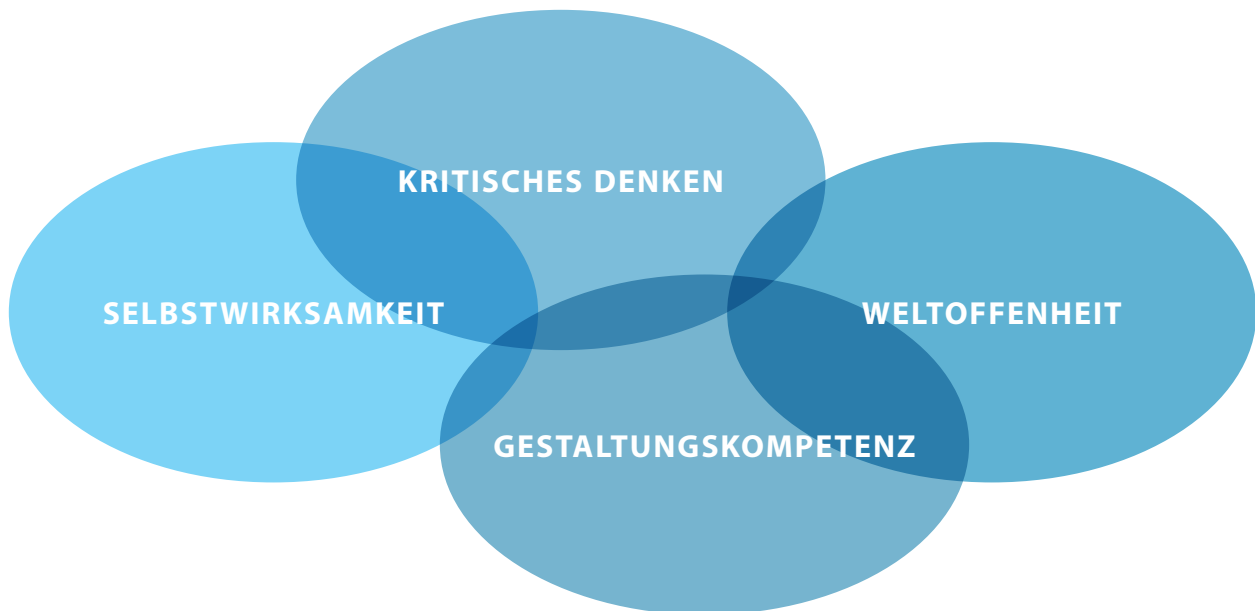 KRITISCHES DENKEN
SELBSTWIRKSAMKEIT
WELTOFFENHEIT
GESTALTUNGSKOMPETENZ